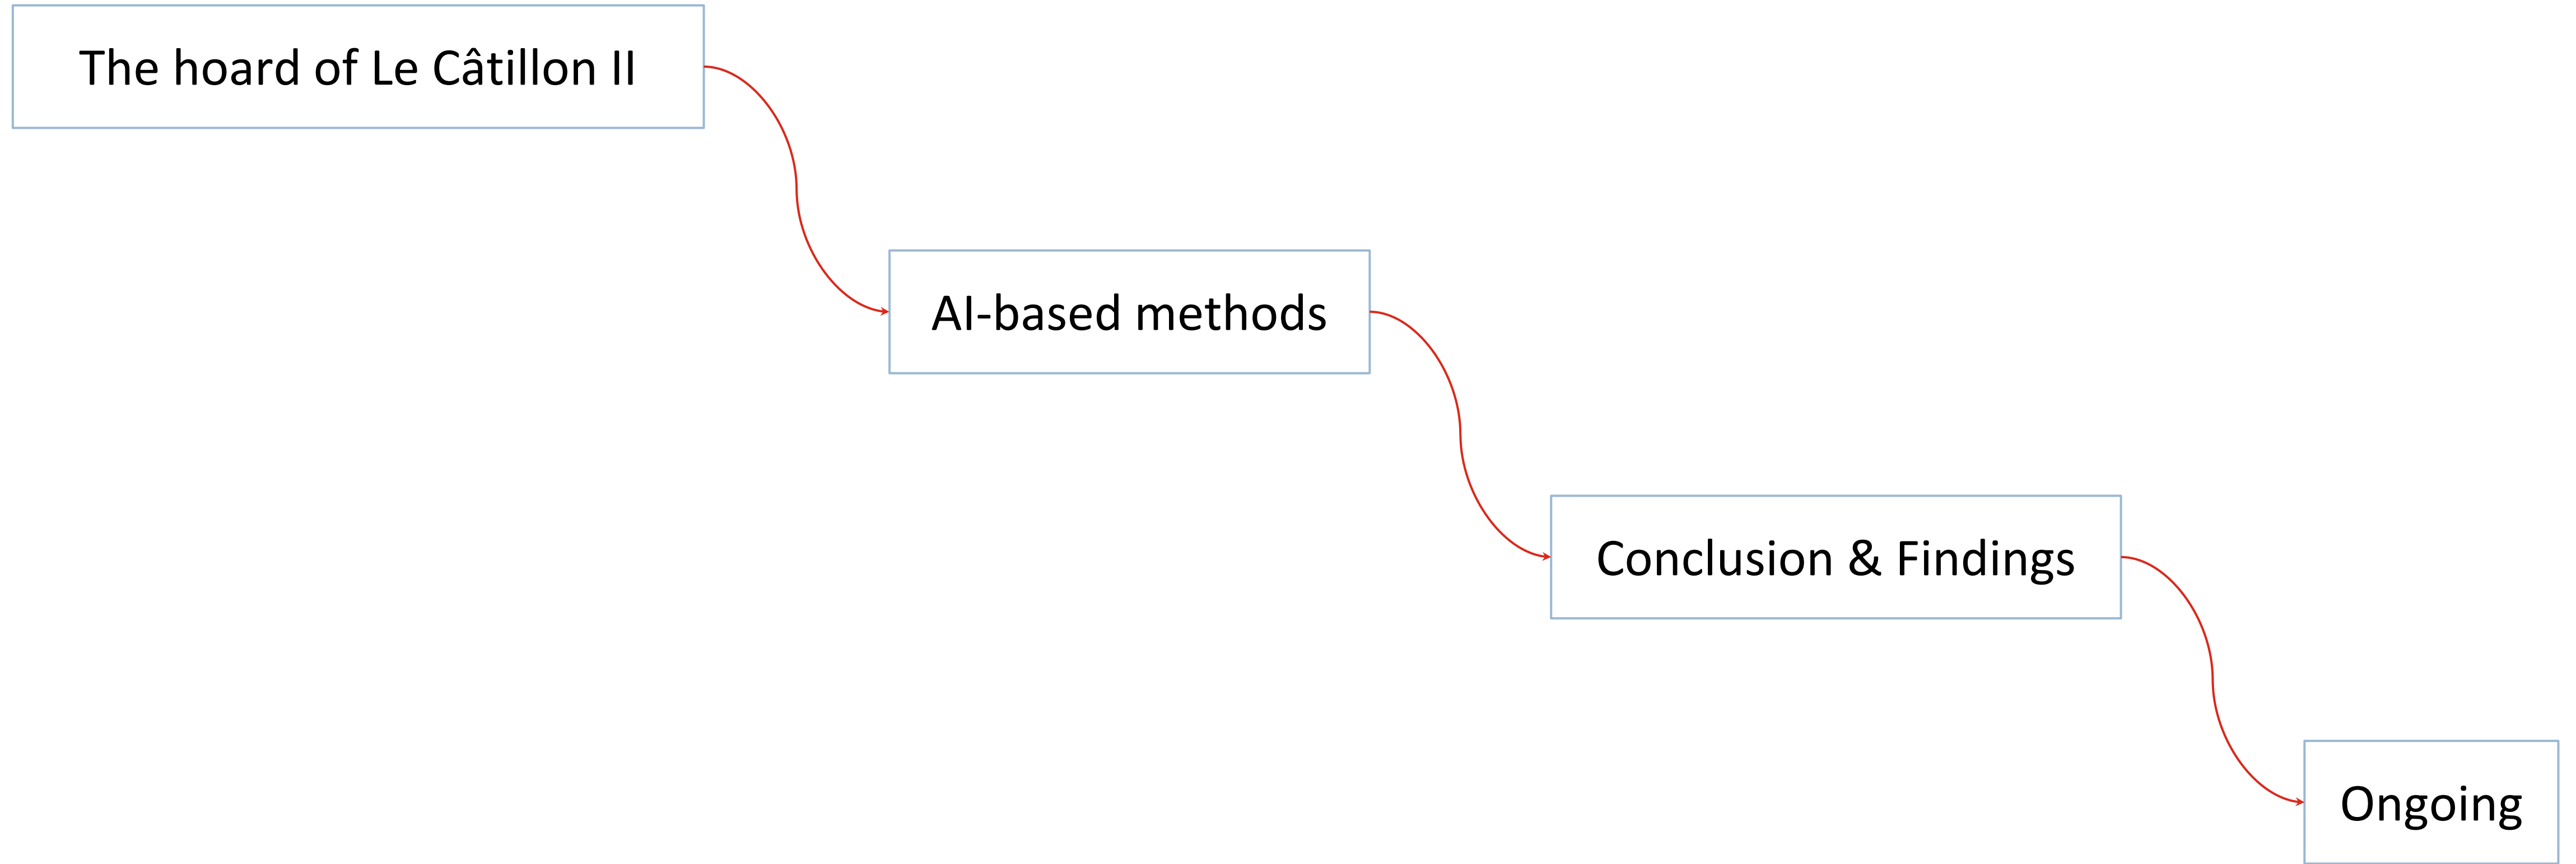 The hoard of Le Câtillon II
AI-based methods
Conclusion & Findings
Ongoing